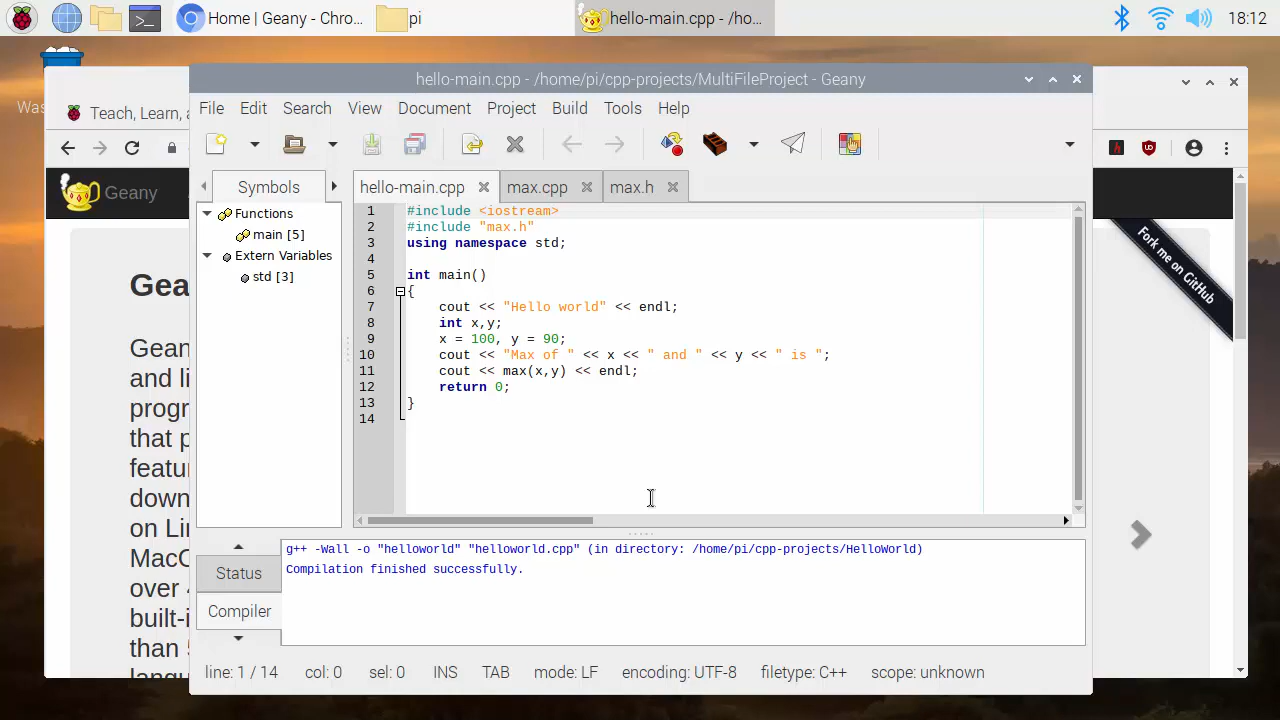 Home | Geany - Chro...
pi
hello-main.cpp - /ho...
18:12
Was
Teach, Learn, a
hello-main.cpp - /home/pi/cpp-projects/MultiFileProject - Geany
File Edit Search View Document Project Build Tools Help
Geany
Symbols
hello-main.cpp max.cpp max.h
Functions
main [5]
Extern Variables
std [3]
1 #include <iostream>
2 #include "max.h"
3 using namespace std;
4
5 int main()
6 {
7 cout << "Hello world" << endl;
8 int x,y;
9 x = 100, y = 90;
10 cout << "Max of " << x << " and " << y << " is ";
11 cout << max(x,y) << endl;
12 return 0;
13 }
14
Fork me on GitHub
Gea
Geany
and li
progr
that p
featur
down
on Lin
MacO
over 4
built-i
than 5
langu
g++ -Wall -o "helloworld" "helloworld.cpp" (in directory: /home/pi/cpp-projects/HelloWorld)
Compilation finished successfully.
Status
Compiler
line: 1 / 14 col: 0 sel: 0 INS TAB mode: LF encoding: UTF-8 filetype: C++ scope: unknown